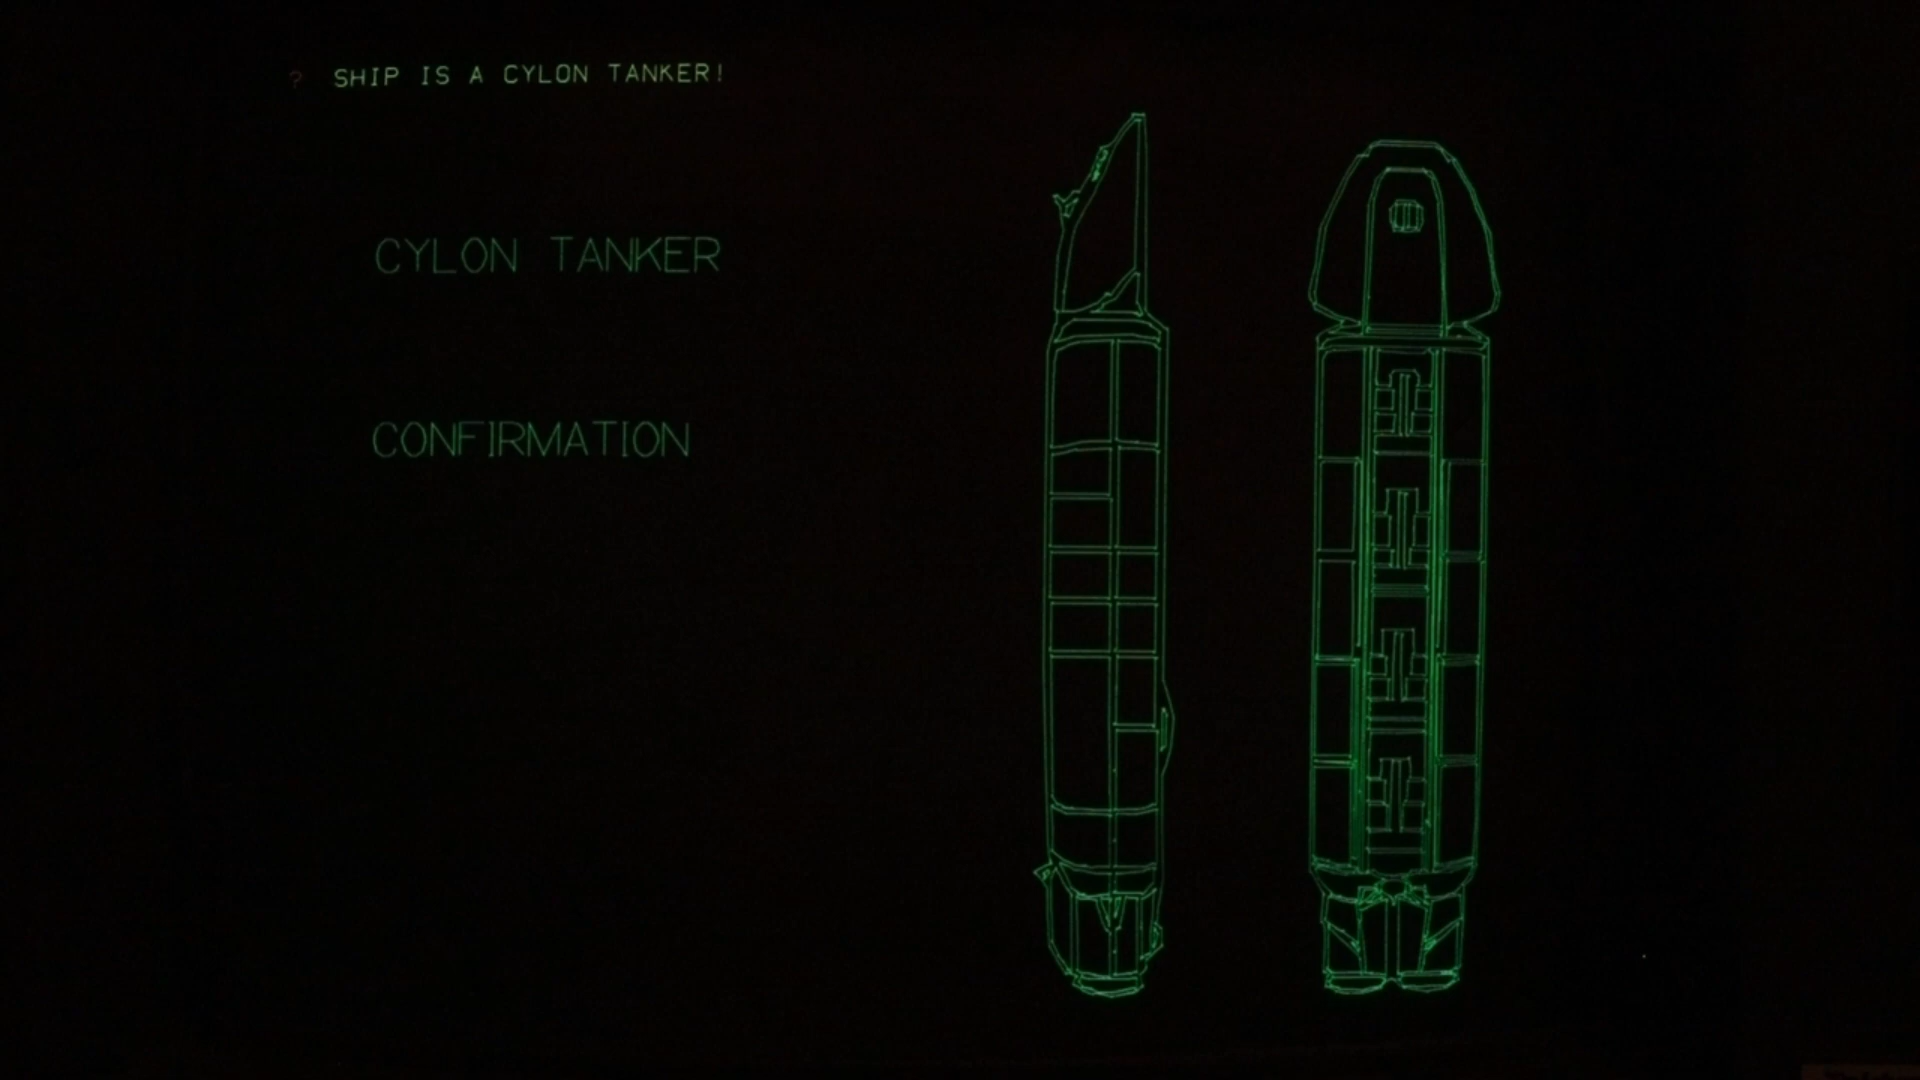 ? SHIP IS A CYLON TANKER!
CYLON TANKER
CONFIRMATION